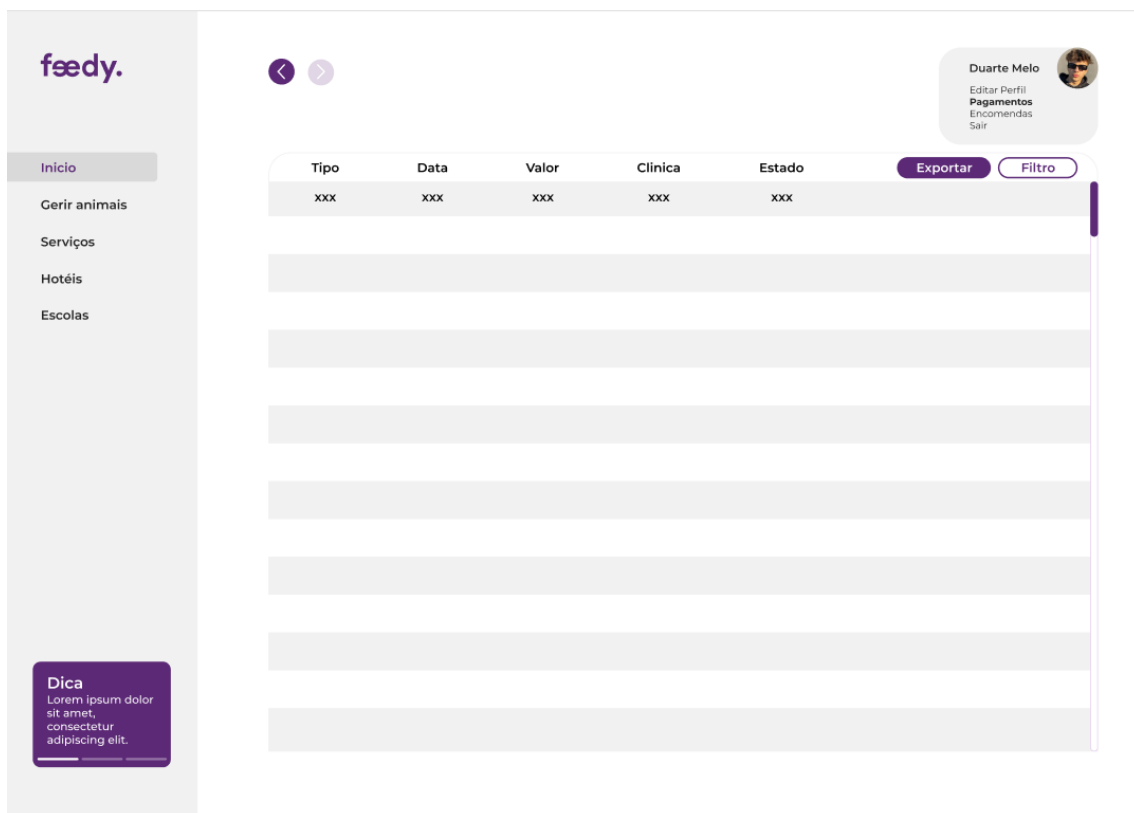 feedy.
Duarte Melo
Editar Perfil
Pagamentos
Encomendas
Sair
Inicio
Gerir animais
Serviços
Hotéis
Escolas
Tipo Data Valor Clinica Estado Exportar Filtro
xxx xxx xxx xxx xxx
Dica
Lorem ipsum dolor
sit amet,
consectetur
adipiscing elit.